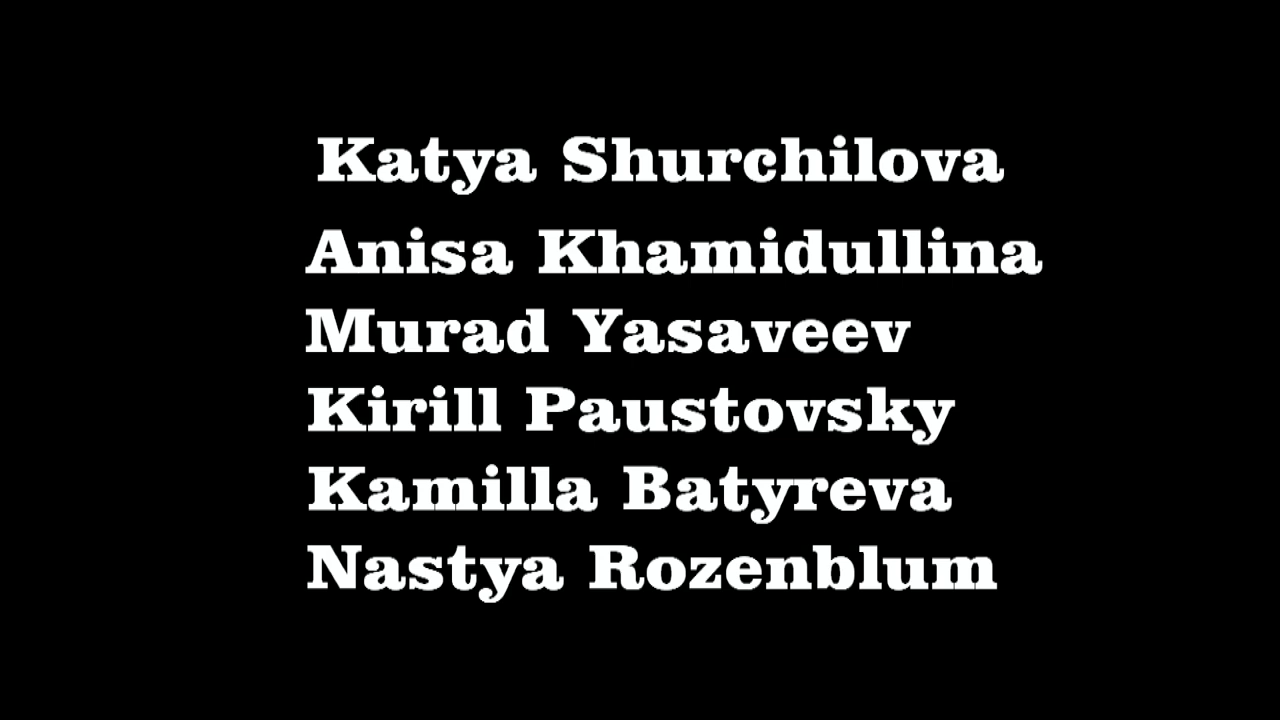 Katya Shurchilova
Anisa Khamidullina
Murad Yasaveev
Kirill Paustovsky
Kamilla Batyreva
Nastya Rozenblum